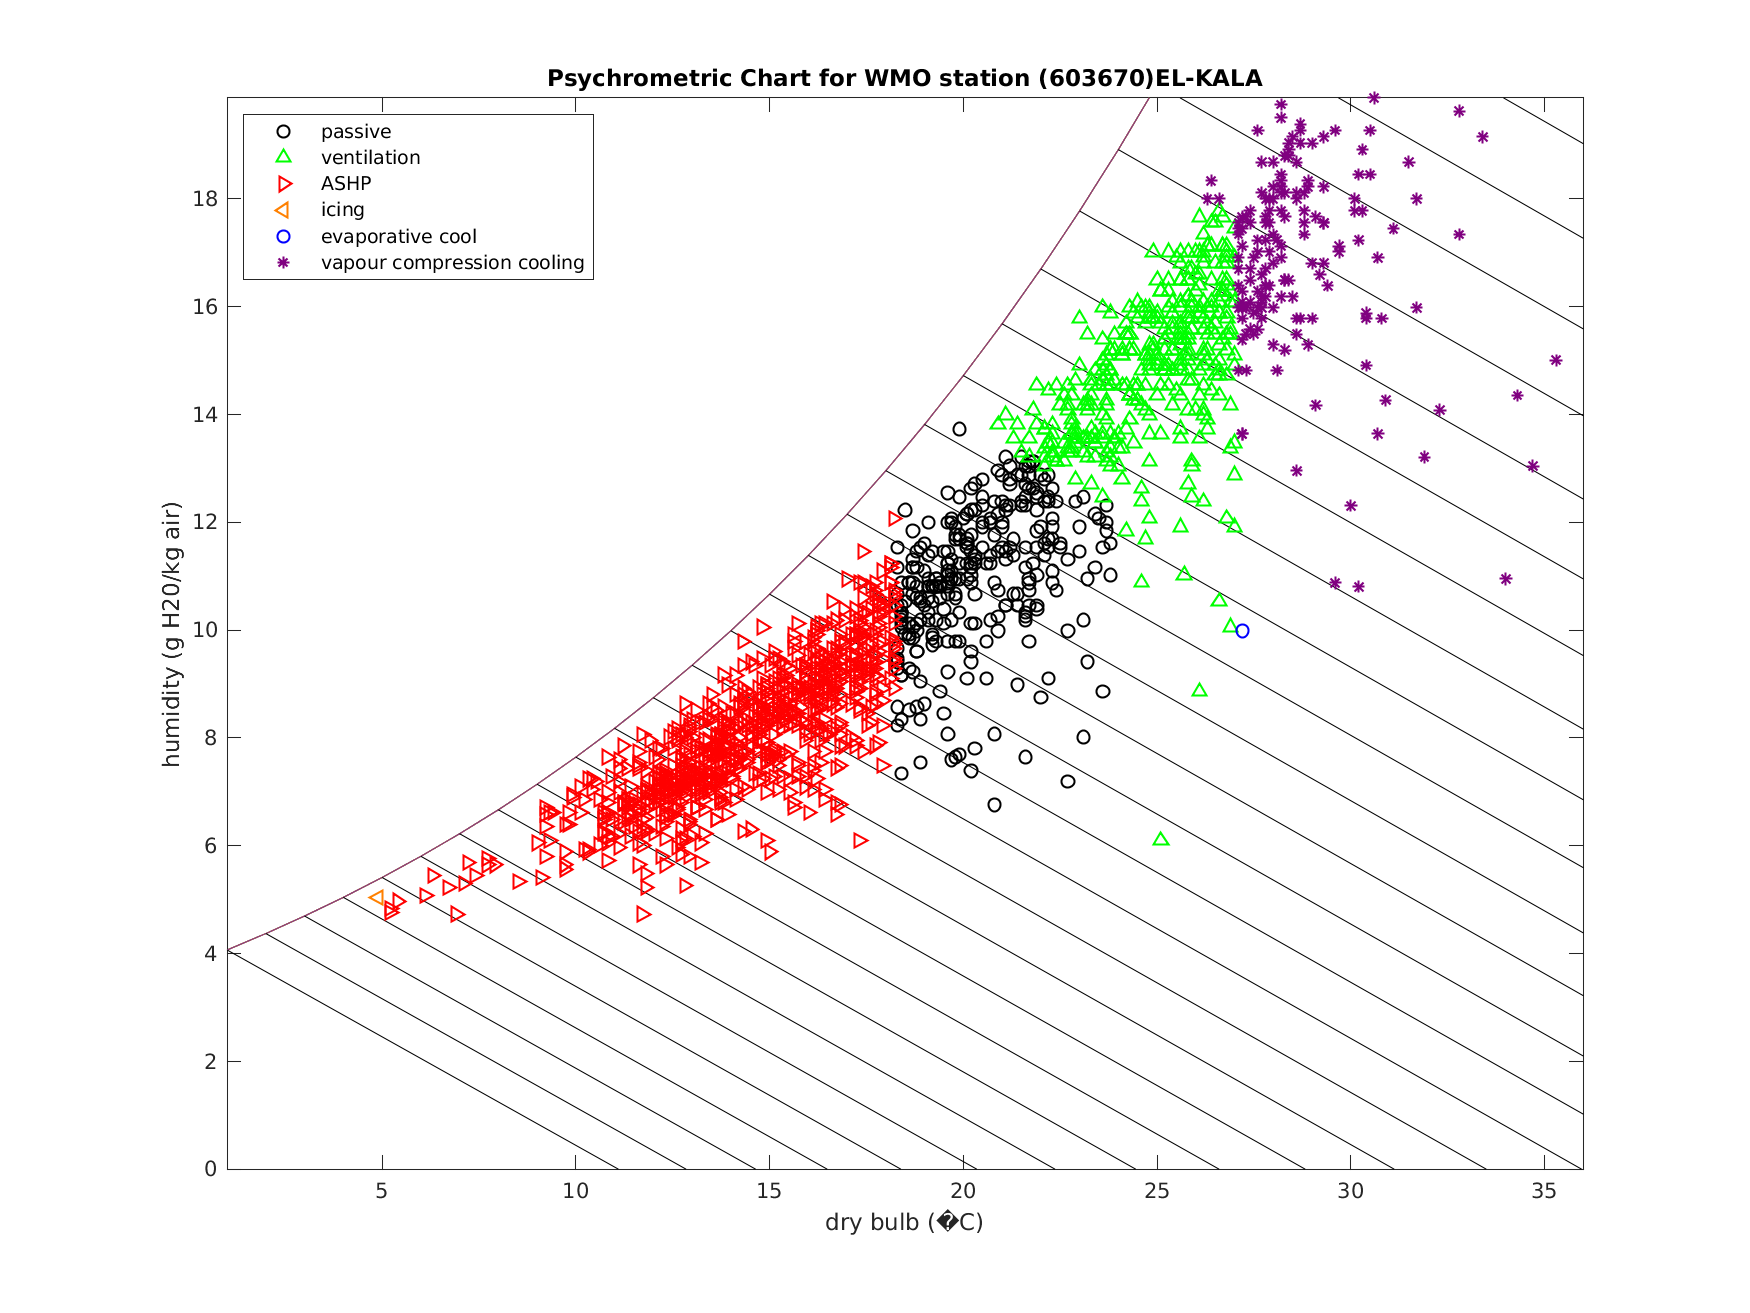 Psychrometric Chart for WMO station (603670)EL-KALA
passive
ventilation
ASHP
icing
evaporative cool
vapour compression cooling
humidity (g H20/kg air)
18
16
14
12
10
8
6
4
2
0
5 10 15 20 25 30 35
dry bulb (�C)